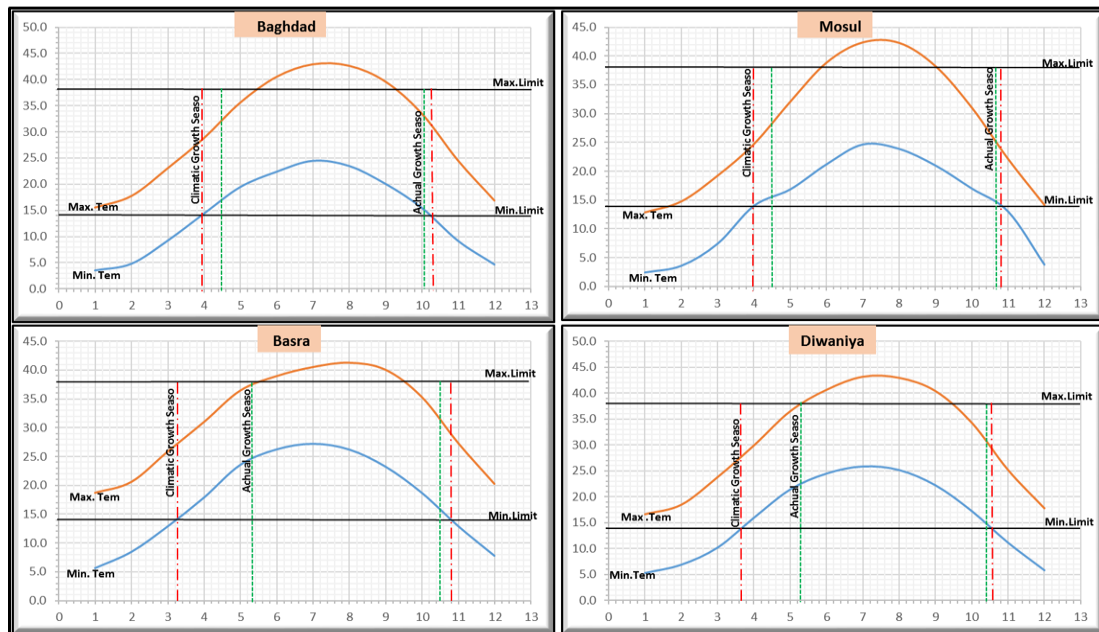 Baghdad
50.0
45.0
40.0
35.0
30.0
25.0
20.0
15.0
10.0
5.0
0.0
0 1 2 3 4 5 6 7 8 9 10 11 12 13
Max.Limit
Min.Limit
Max. Tem
Min. Tem
Climatic Growth Seaso
Achual Growth Seaso
Mosul
45.0
40.0
35.0
30.0
25.0
20.0
15.0
10.0
5.0
0.0
0 1 2 3 4 5 6 7 8 9 10 11 12 13
Max.Limit
Min.Limit
Max. Tem
Min. Tem
Climatic Growth Seaso
Achual Growth Seaso
Basra
45.0
40.0
35.0
30.0
25.0
20.0
15.0
10.0
5.0
0.0
0 1 2 3 4 5 6 7 8 9 10 11 12 13
Max.Limit
Min.Limit
Max. Tem
Min. Tem
Climatic Growth Seaso
Achual Growth Seaso
Diwaniya
50.0
45.0
40.0
35.0
30.0
25.0
20.0
15.0
10.0
5.0
0.0
0 1 2 3 4 5 6 7 8 9 10 11 12 13
Max.Limit
Min.Limit
Max .Tem
Min.Tem
Climatic Growth Seaso
Achual Growth Seaso